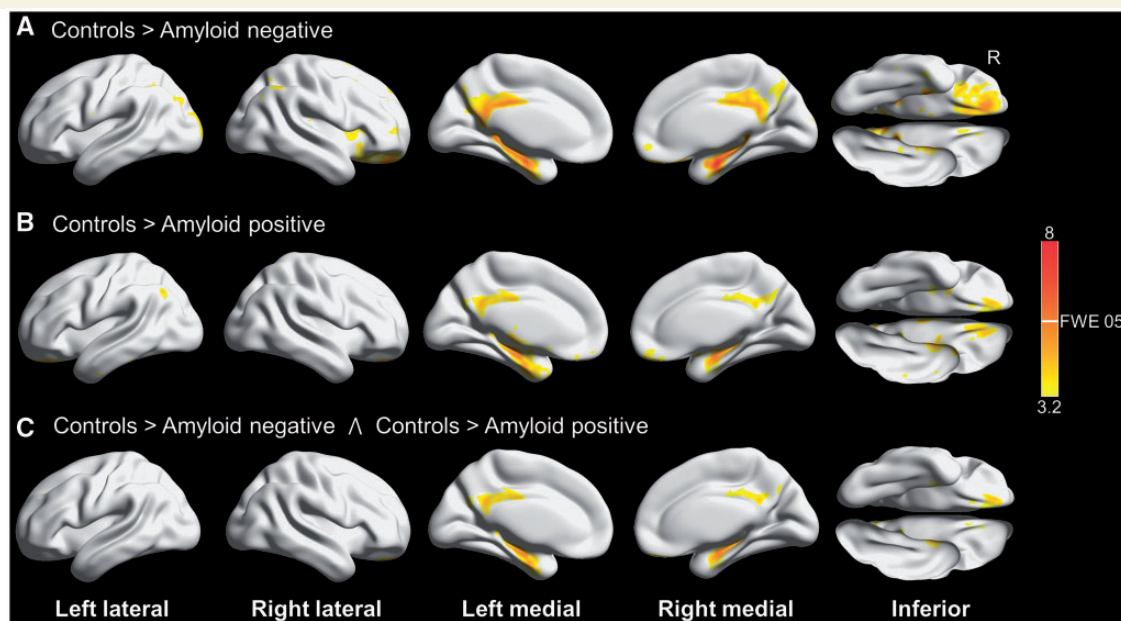 A Controls > Amyloid negative
R
B Controls > Amyloid positive
8
FWE 05
3.2
C Controls > Amyloid negative ∧ Controls > Amyloid positive
Left lateral Right lateral Left medial Right medial Inferior